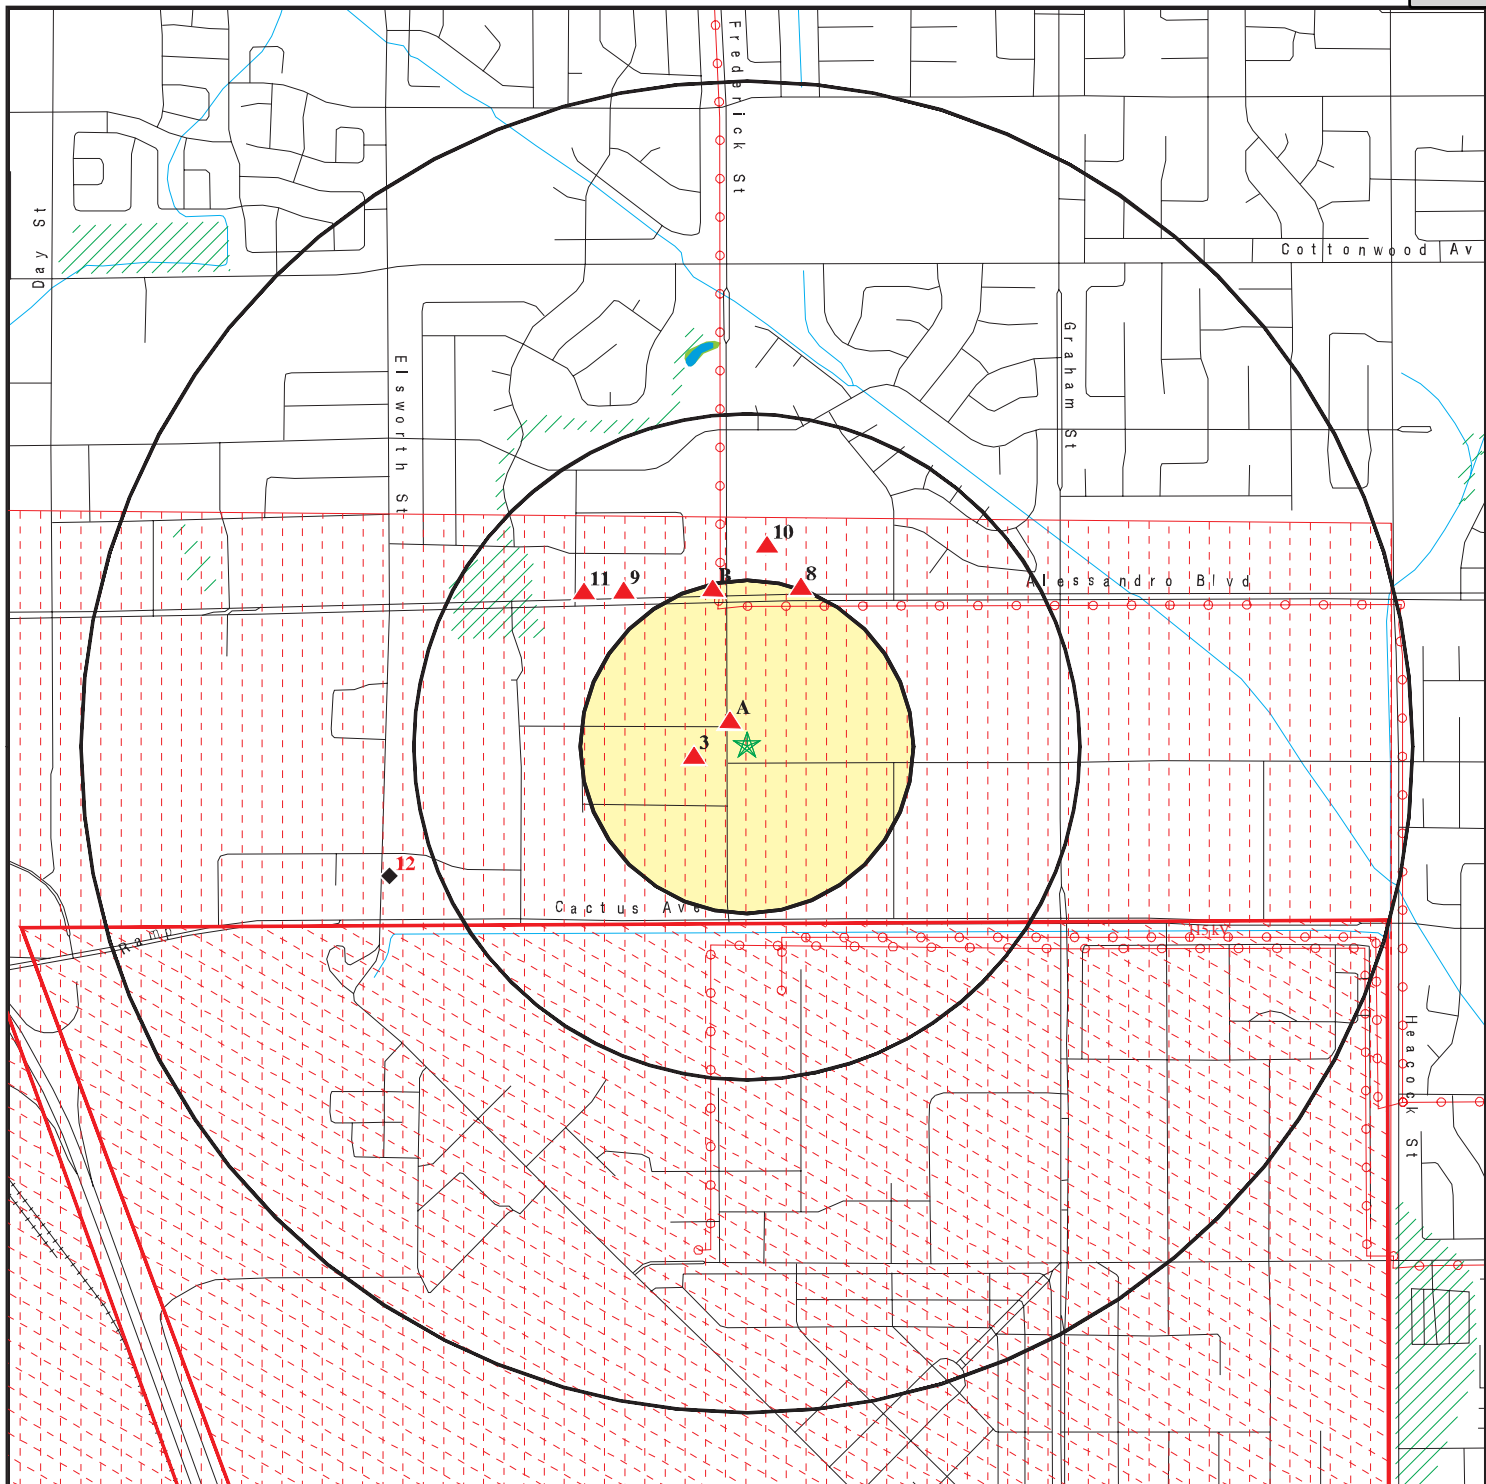 Frederick St
Day St
Cottonwood Av
Elsworth St
Graham St
10
11
9
B
8
Alessandro Blvd
A
3
12
Cactus Ave
Ramp
115 kV
Heacock St